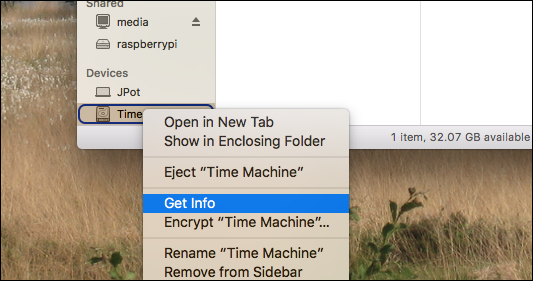 Shared
media
raspberrypi
Devices
JPot
Time
1 item, 32.07 GB available
Open in New Tab
Show in Enclosing Folder
Eject “Time Machine”
Get Info
Encrypt “Time Machine”...
Rename “Time Machine”
Remove from Sidebar